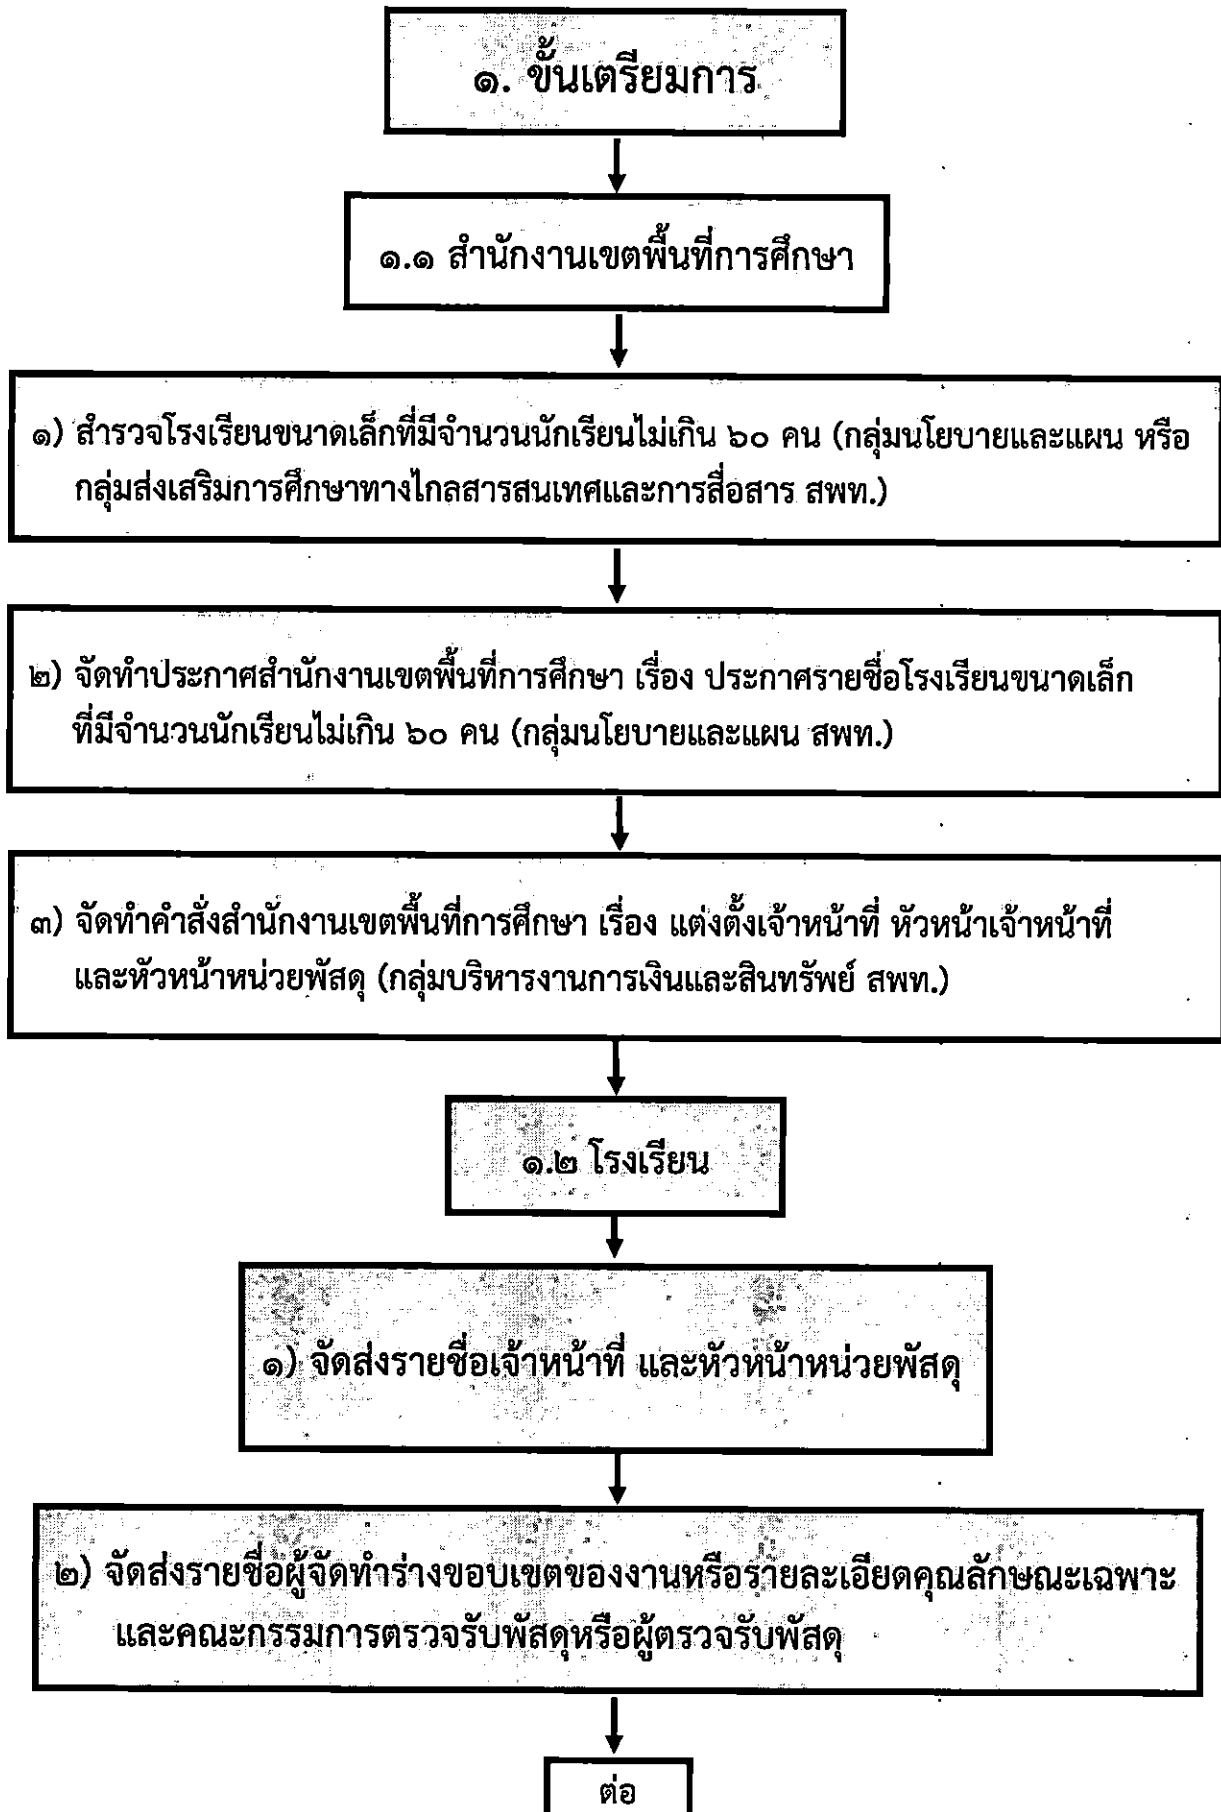 ๑. ขั้นเตรียมการ
๑.๑ สำนักงานเขตพื้นที่การศึกษา
๑) สำรวจโรงเรียนขนาดเล็กที่มีจำนวนนักเรียนไม่เกิน ๖๐ คน (กลุ่มนโยบายและแผน หรือ
กลุ่มส่งเสริมการศึกษาทางไกลสารสนเทศและการสื่อสาร สพท.)
๒) จัดทำประกาศสำนักงานเขตพื้นที่การศึกษา เรื่อง ประกาศรายชื่อโรงเรียนขนาดเล็ก
ที่มีจำนวนนักเรียนไม่เกิน ๖๐ คน (กลุ่มนโยบายและแผน สพท.)
๓) จัดทำคำสั่งสำนักงานเขตพื้นที่การศึกษา เรื่อง แต่งตั้งเจ้าหน้าที่ หัวหน้าเจ้าหน้าที่
และหัวหน้าหน่วยพัสดุ (กลุ่มบริหารงานการเงินและสินทรัพย์ สพท.)
๑.๒ โรงเรียน
๑) จัดส่งรายชื่อเจ้าหน้าที่ และหัวหน้าหน่วยพัสดุ
๒) จัดส่งรายชื่อผู้จัดทำร่างขอบเขตของงานหรือรายละเอียดคุณลักษณะเฉพาะ
และคณะกรรมการตรวจรับพัสดุหรือผู้ตรวจรับพัสดุ
ต่อ